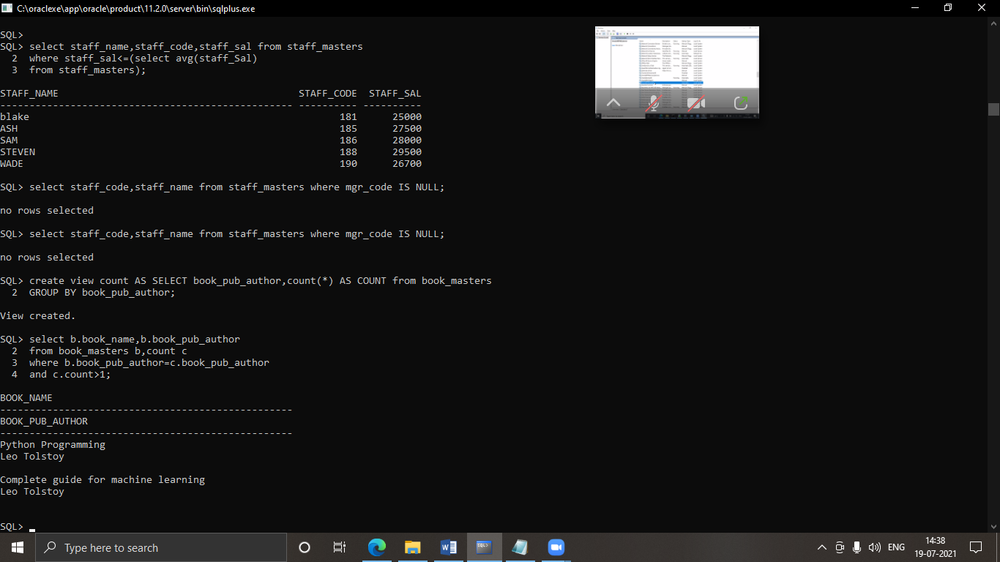 C:\oraclexe\app\oracle\product\11.2.0\server\bin\sqlplus.exe
SQL>
SQL> select staff_name,staff_code,staff_sal from staff_masters
  2  where staff_sal<=(select avg(staff_Sal)
  3  from staff_masters);
STAFF_NAME                                         STAFF_CODE  STAFF_SAL
-------------------------------------------------- ---------- ----------
blake                                                     181      25000
ASH                                                       185      27500
SAM                                                       186      28000
STEVEN                                                    188      29500
WADE                                                      190      26700
SQL> select staff_code,staff_name from staff_masters where mgr_code IS NULL;
no rows selected
SQL> select staff_code,staff_name from staff_masters where mgr_code IS NULL;
no rows selected
SQL> create view count AS SELECT book_pub_author,count(*) AS COUNT from book_masters
  2  GROUP BY book_pub_author;
View created.
SQL> select b.book_name,b.book_pub_author
  2  from book_masters b,count c
  3  where b.book_pub_author=c.book_pub_author
  4  and c.count>1;
BOOK_NAME
--------------------------------------------------
BOOK_PUB_AUTHOR
--------------------------------------------------
Python Programming
Leo Tolstoy
Complete guide for machine learning
Leo Tolstoy
SQL>
Type here to search
SQL>
ENG
14:38
19-07-2021